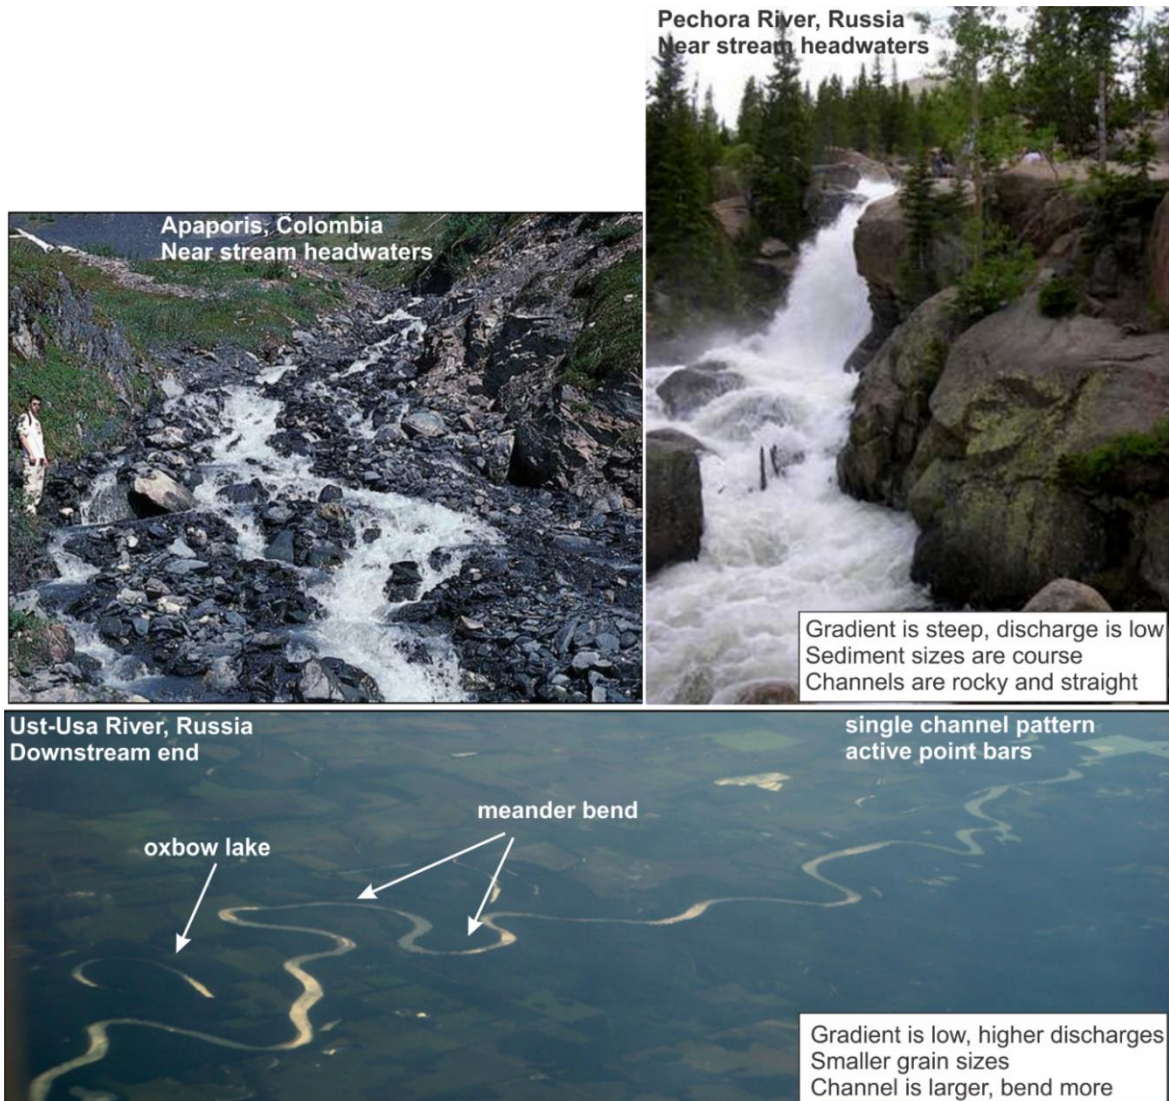 Pechora River, Russia
Near stream headwaters
Apaporis, Colombia
Near stream headwaters
Gradient is steep, discharge is low
Sediment sizes are course
Channels are rocky and straight
Ust-Usa River, Russia
Downstream end
single channel pattern
active point bars
meander bend
oxbow lake
Gradient is low, higher discharges
Smaller grain sizes
Channel is larger, bend more